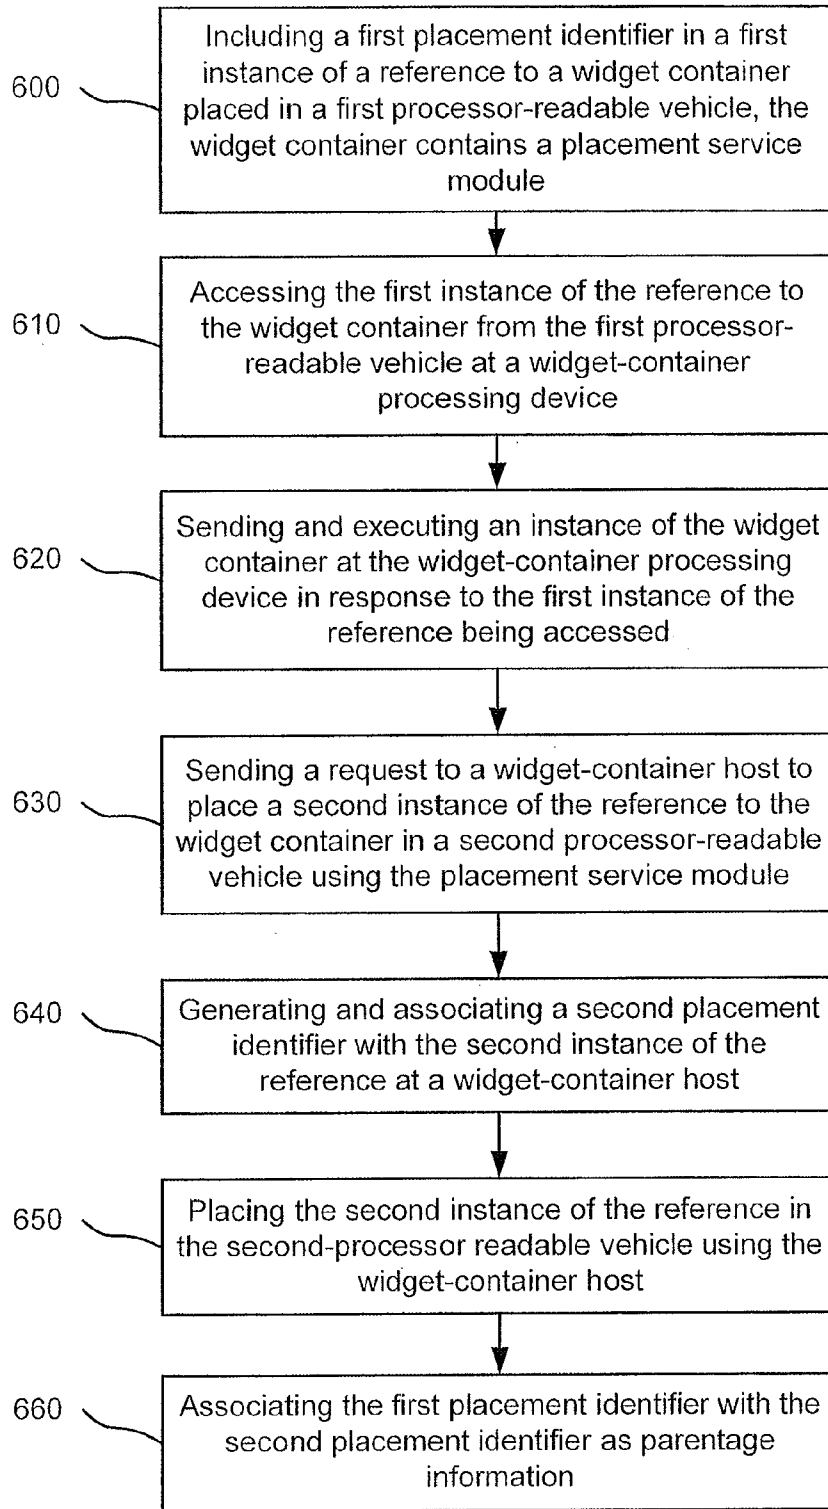 600
Including a first placement identifier in a first
instance of a reference to a widget container
placed in a first processor-readable vehicle, the
widget container contains a placement service
module
610
Accessing the first instance of the reference to
the widget container from the first processor-
readable vehicle at a widget-container
processing device
620
Sending and executing an instance of the widget
container at the widget-container processing
device in response to the first instance of the
reference being accessed
630
Sending a request to a widget-container host to
place a second instance of the reference to the
widget container in a second processor-readable
vehicle using the placement service module
640
Generating and associating a second placement
identifier with the second instance of the
reference at a widget-container host
650
Placing the second instance of the reference in
the second-processor readable vehicle using the
widget-container host
660
Associating the first placement identifier with the
second placement identifier as parentage
information